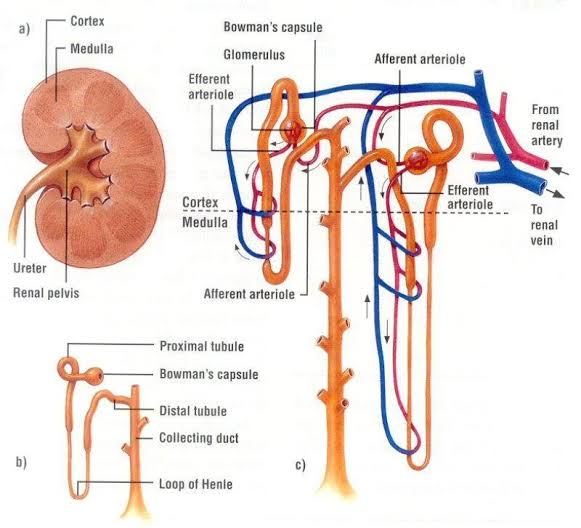 a)
Cortex
Medulla
Ureter
Renal pelvis
Bowman's capsule
Glomerulus
Efferent
arteriole
Afferent arteriole
From
renal
artery
Efferent
arteriole
To
renal
vein
Cortex
Medulla
Afferent arteriole
c)
Proximal tubule
Bowman's capsule
Distal tubule
Collecting duct
Loop of Henle
b)